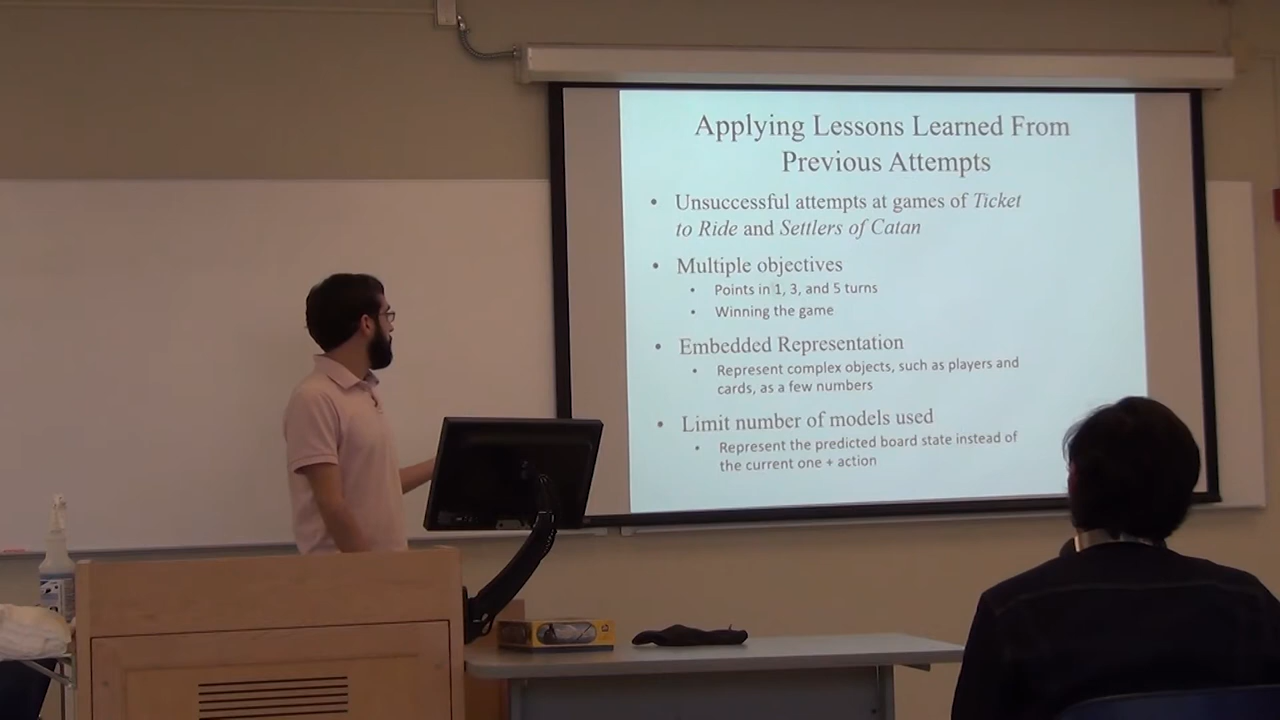 Applying Lessons Learned From
Previous Attempts
• Unsuccessful attempts at games of Ticket
to Ride and Settlers of Catan
• Multiple objectives
• Points in 1, 3, and 5 turns
• Winning the game
• Embedded Representation
• Represent complex objects, such as players and
cards, as a few numbers
• Limit number of models used
• Represent the predicted board state instead of
the current one + action